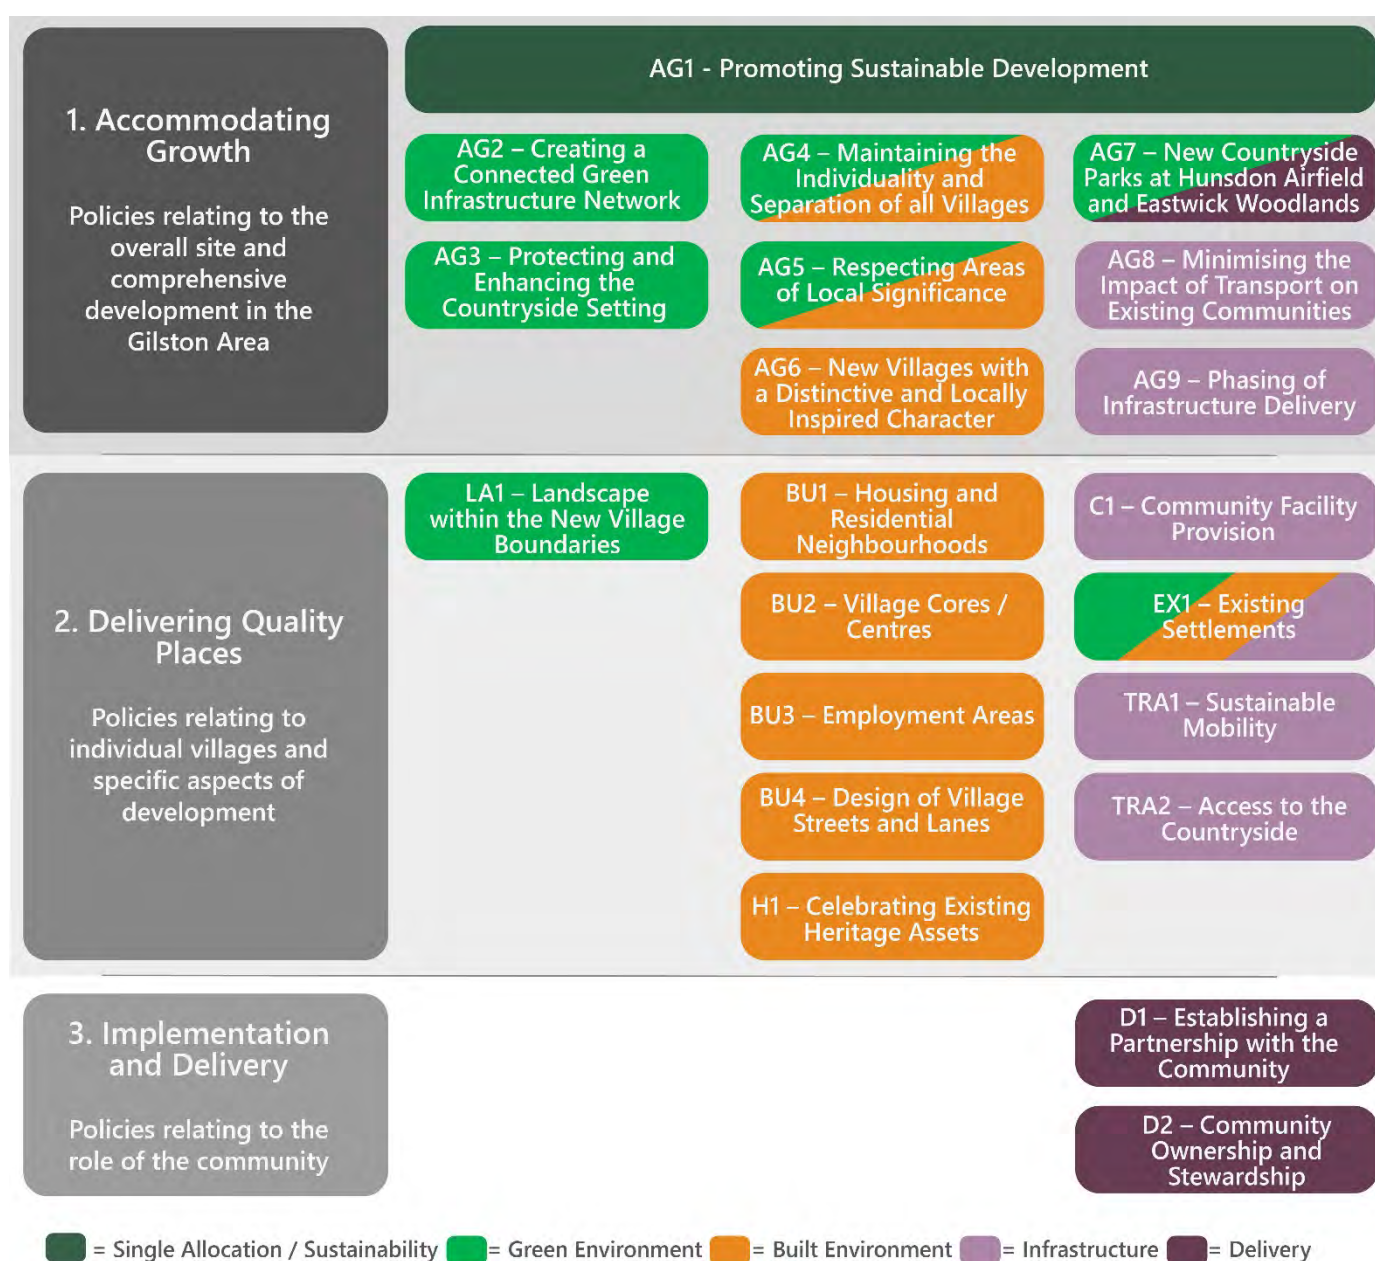 1. Accommodating
Growth
Policies relating to the
overall site and
comprehensive
development in the
Gilston Area
AG1 - Promoting Sustainable Development
AG2 – Creating a
Connected Green
Infrastructure Network
AG3 – Protecting and
Enhancing the
Countryside Setting
AG4 – Maintaining the
Individuality and
Separation of all Villages
AG5 – Respecting Areas
of Local Significance
AG6 – New Villages with
a Distinctive and Locally
Inspired Character
AG7 – New Countryside
Parks at Hunsdon Airfield
and Eastwick Woodlands
AG8 – Minimising the
Impact of Transport on
Existing Communities
AG9 – Phasing of
Infrastructure Delivery
2. Delivering Quality
Places
Policies relating to
individual villages and
specific aspects of
development
LA1 – Landscape
within the New Village
Boundaries
BU1 – Housing and
Residential
Neighbourhoods
BU2 – Village Cores /
Centres
BU3 – Employment Areas
BU4 – Design of Village
Streets and Lanes
H1 – Celebrating Existing
Heritage Assets
C1 – Community Facility
Provision
EX1 – Existing
Settlements
TRA1 – Sustainable
Mobility
TRA2 – Access to the
Countryside
3. Implementation
and Delivery
Policies relating to the
role of the community
D1 – Establishing a
Partnership with the
Community
D2 – Community
Ownership and
Stewardship
= Single Allocation / Sustainability = Green Environment = Built Environment = Infrastructure = Delivery